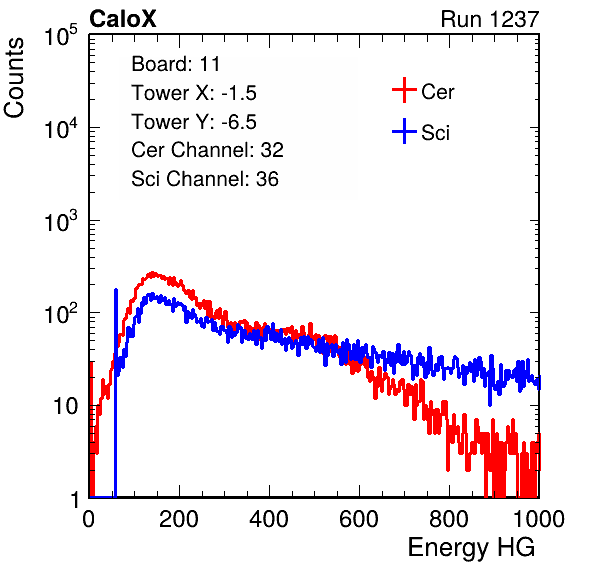 CaloX Run 1237
Counts
10^5
10^4
10^3
10^2
10
1
Board: 11
Tower X: -1.5
Tower Y: -6.5
Cer Channel: 32
Sci Channel: 36
Cer
Sci
0 200 400 600 800 1000
Energy HG